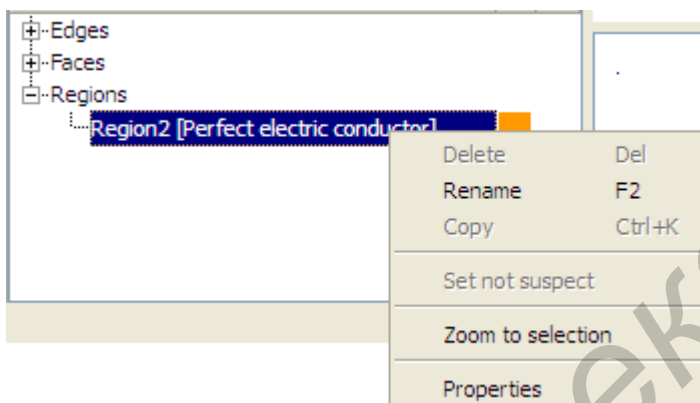 Edges
Faces
Regions
Region2 [Perfect electric conductor]
Delete Del
Rename F2
Copy Ctrl+K
Set not suspect
Zoom to selection
Properties